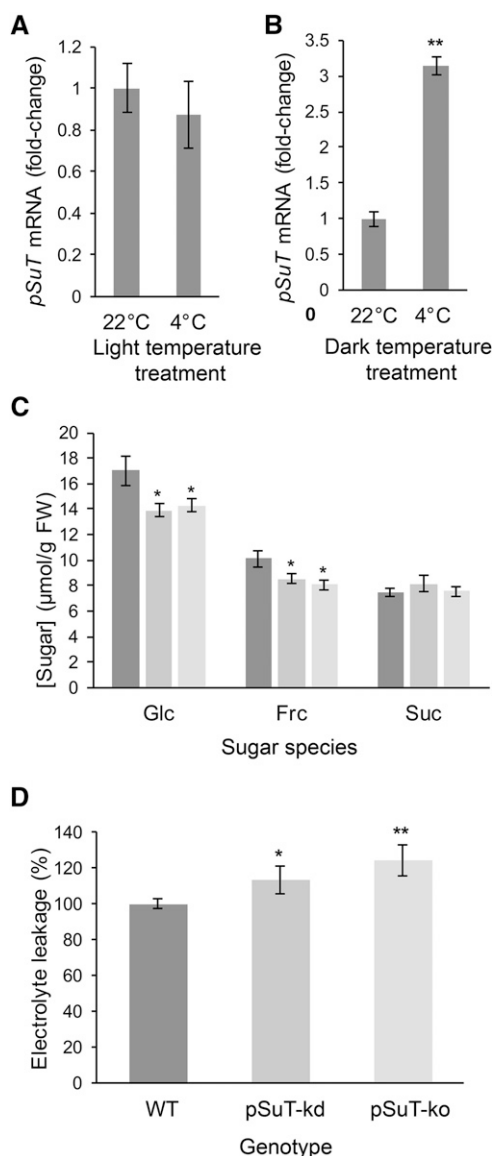 A
pSuT mRNA (fold-change)
1.2
1
0.8
0.6
0.4
0.2
0
22°C 4°C
Light temperature
treatment
B
pSuT mRNA (fold-change)
3.5
3
2.5
2
1.5
1
0.5
0
**
22°C 4°C
Dark temperature
treatment
C
[Sugar] (µmol/g FW)
20
18
16
14
12
10
8
6
4
2
0
* *
* *
Glc Frc Suc
Sugar species
D
Electrolyte leakage (%)
140
120
100
80
60
40
20
0
*
**
WT pSuT-kd pSuT-ko
Genotype